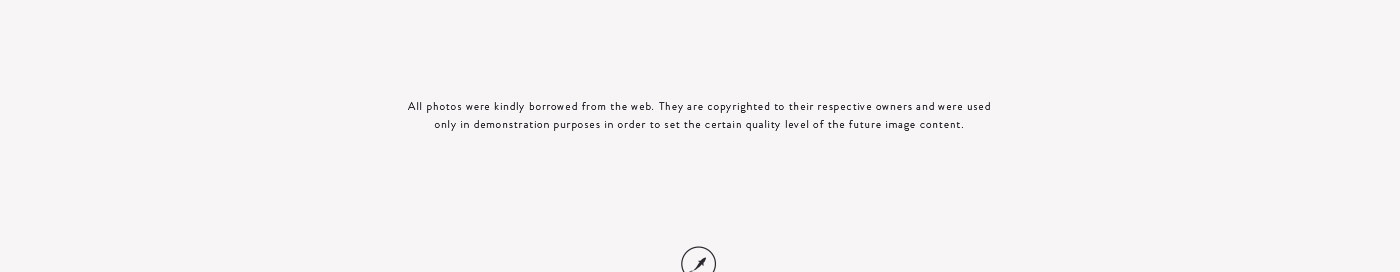 All photos were kindly borrowed from the web. They are copyrighted to their respective owners and were used
only in demonstration purposes in order to set the certain quality level of the future image content.